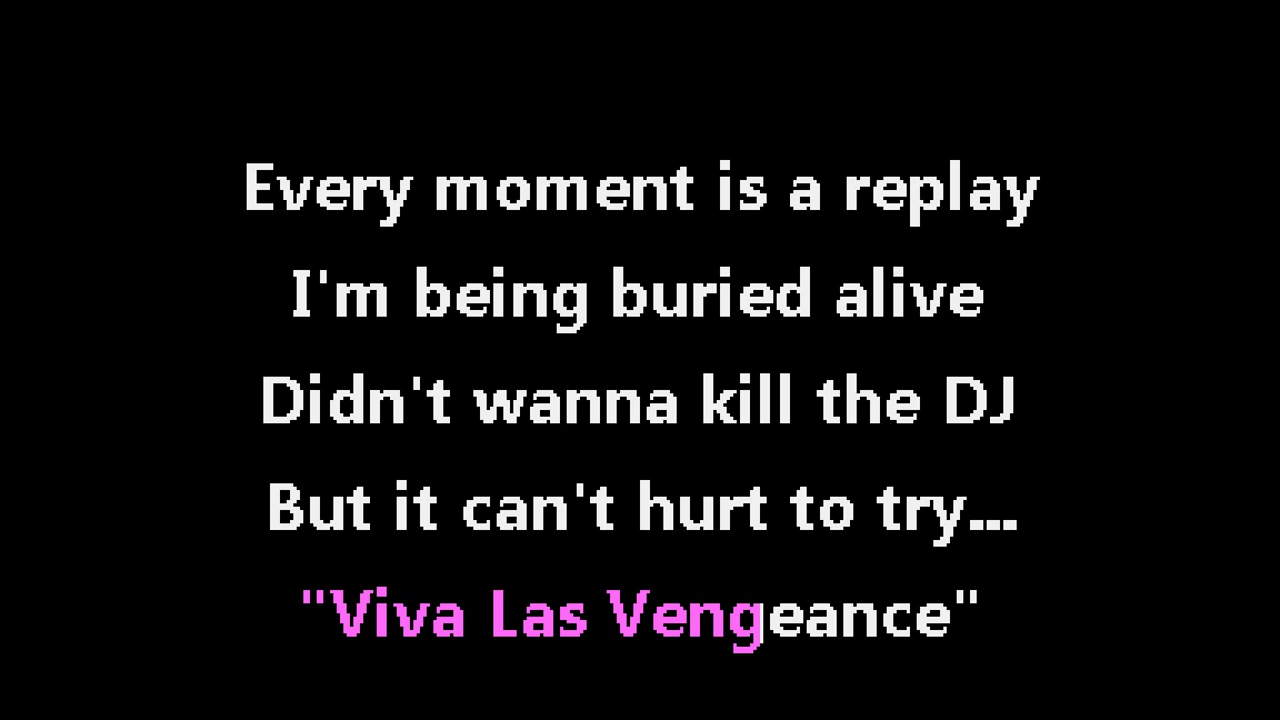 Every moment is a replay
I'm being buried alive
Didn't wanna kill the DJ
But it can't hurt to try...
"Viva Las Vengeance"